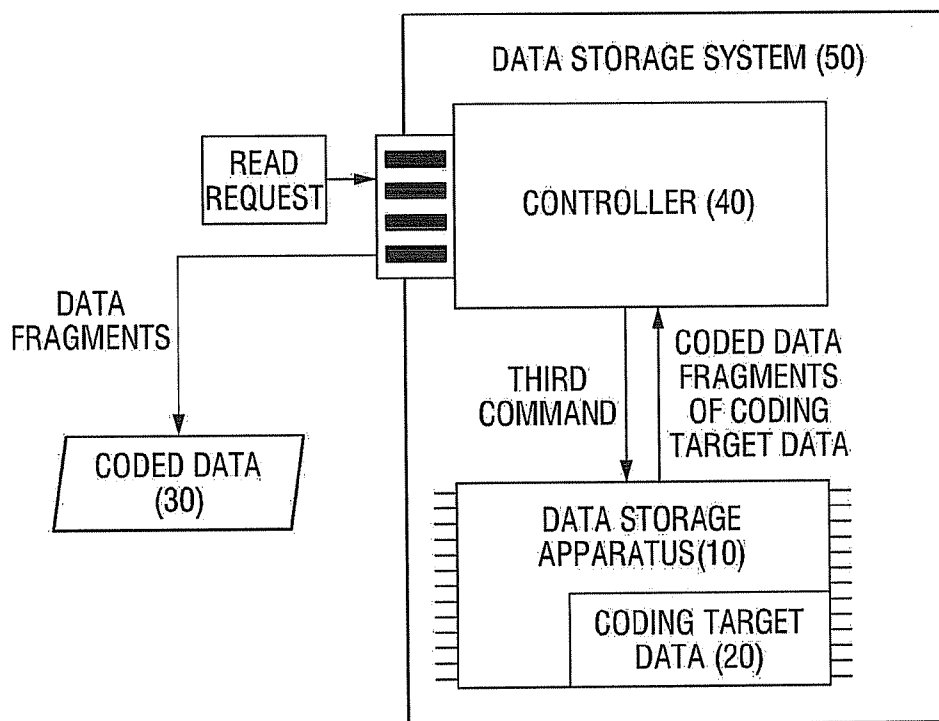 DATA STORAGE SYSTEM (50)
READ
REQUEST
CONTROLLER (40)
DATA
FRAGMENTS
THIRD
COMMAND
CODED DATA
FRAGMENTS
OF CODING
TARGET DATA
CODED DATA
(30)
DATA STORAGE
APPARATUS(10)
CODING TARGET
DATA (20)